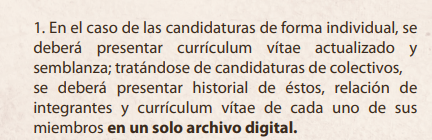 1. En el caso de las candidaturas de forma individual, se
deberá presentar currículum vítae actualizado y
semblanza; tratándose de candidaturas de colectivos,
se deberá presentar historial de éstos, relación de
integrantes y currículum vítae de cada uno de sus
miembros en un solo archivo digital.